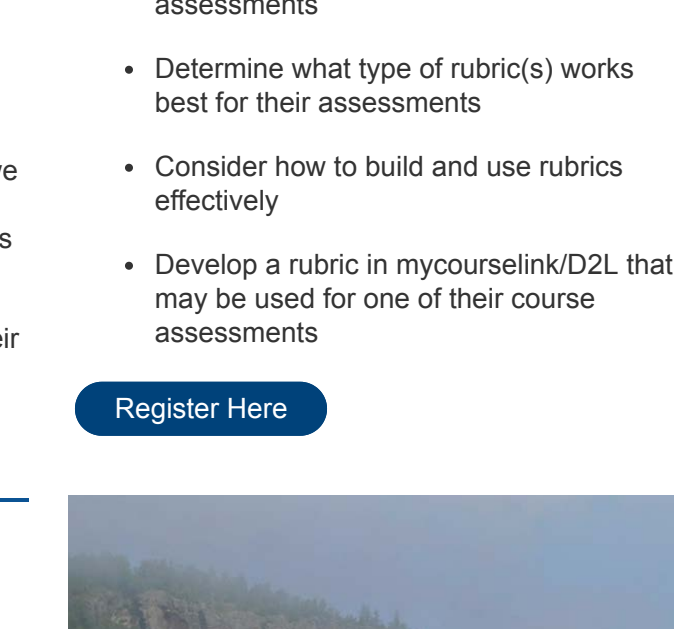 assessments
• Determine what type of rubric(s) works
best for their assessments
• Consider how to build and use rubrics
effectively
• Develop a rubric in mycourselink/D2L that
may be used for one of their course
assessments
Register Here